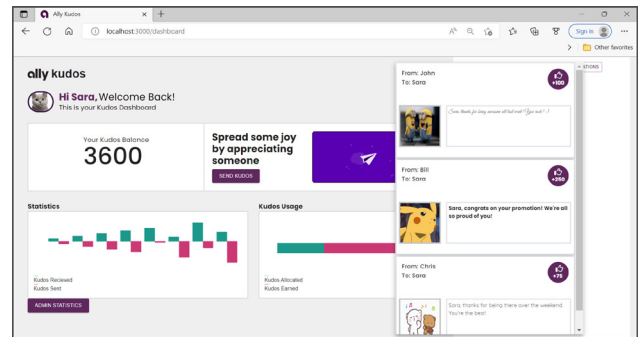 Ally Kudos
localhost:3000/dashboard
Sign in
Other favorites
ally kudos
Hi Sara, Welcome Back!
This is your Kudos Dashboard
Your Kudos Balance
3600
Spread some joy
by appreciating
someone
SEND KUDOS
Statistics
Kudos Recieved
Kudos Sent
ADMIN STATISTICS
Kudos Usage
Kudos Allocated
Kudos Earned
ATIONS
From: John
To: Sara
+100
From: Bill
To: Sara
+250
Sara, congrats on your promotion! We're all
so proud of you!
From: Chris
To: Sara
+75
Sara, thanks for being there over the weekend.
You're the best!